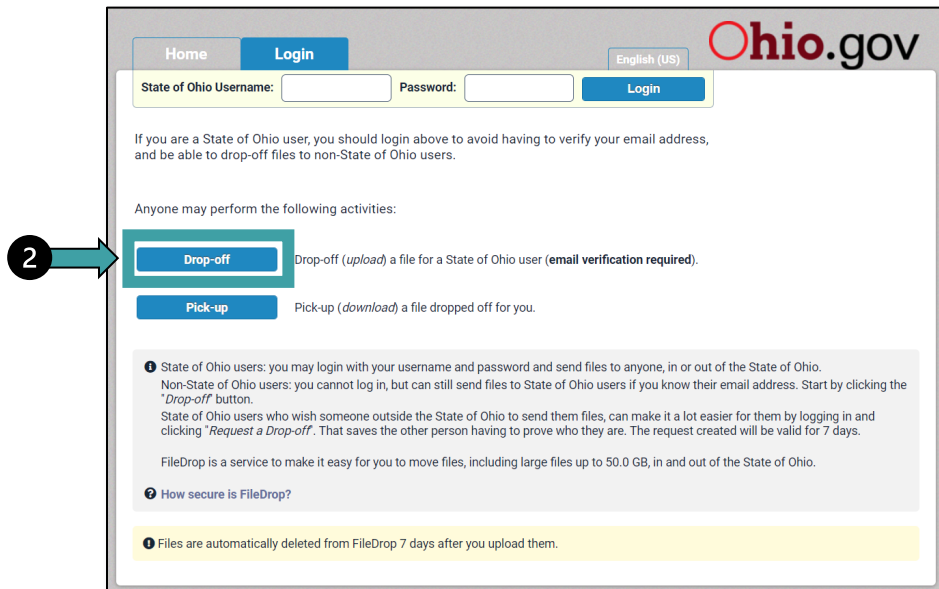 Ohio.gov
Home
Login
English (US)
State of Ohio Username:
Password:
Login
If you are a State of Ohio user, you should login above to avoid having to verify your email address,
and be able to drop-off files to non-State of Ohio users.
Anyone may perform the following activities:
2
Drop-off
Drop-off (upload) a file for a State of Ohio user (email verification required).
Pick-up
Pick-up (download) a file dropped off for you.
State of Ohio users: you may login with your username and password and send files to anyone, in or out of the State of Ohio.
Non-State of Ohio users: you cannot log in, but can still send files to State of Ohio users if you know their email address. Start by clicking the
"Drop-off" button.
State of Ohio users who wish someone outside the State of Ohio to send them files, can make it a lot easier for them by logging in and
clicking "Request a Drop-off". That saves the other person having to prove who they are. The request created will be valid for 7 days.
FileDrop is a service to make it easy for you to move files, including large files up to 50.0 GB, in and out of the State of Ohio.
How secure is FileDrop?
Files are automatically deleted from FileDrop 7 days after you upload them.